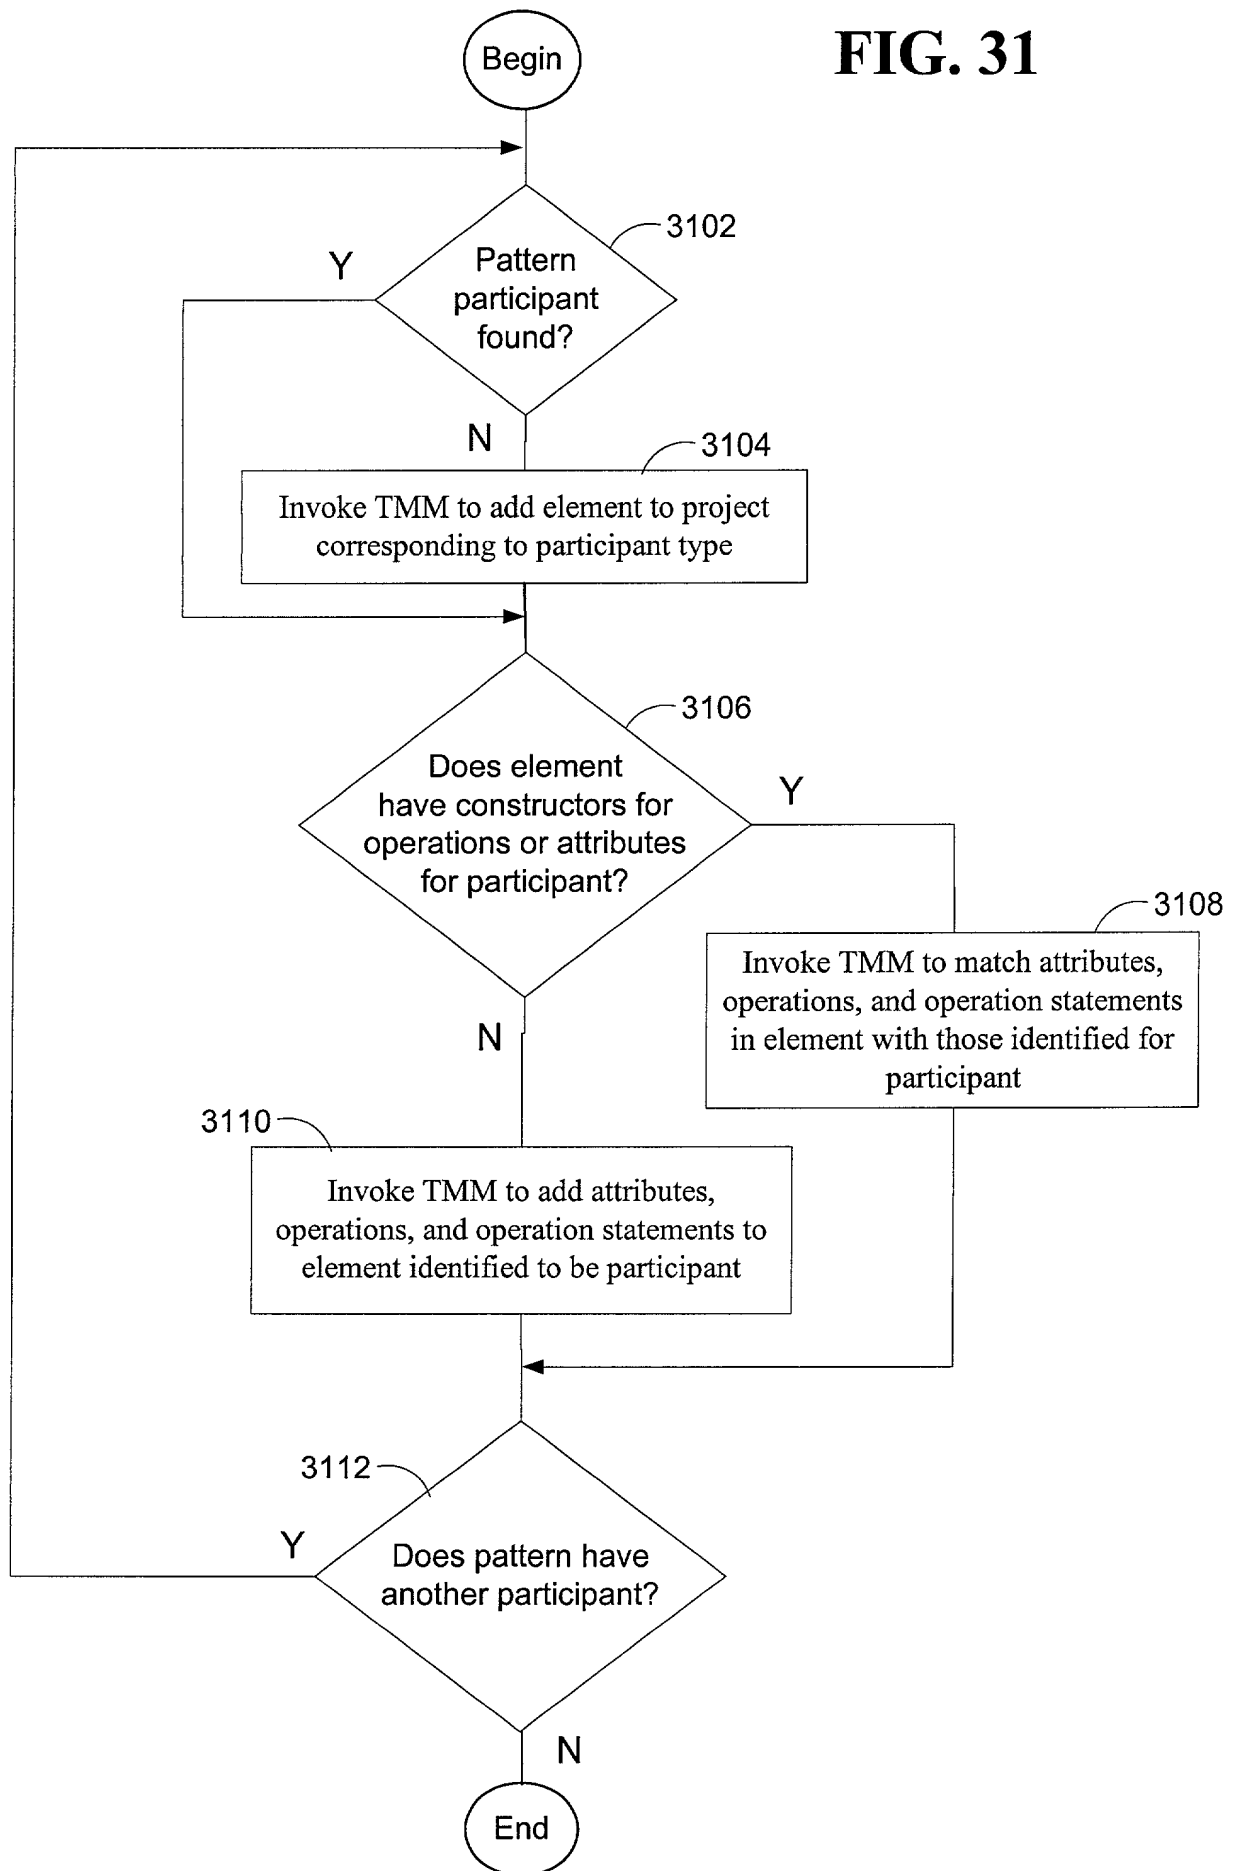 FIG. 31
Begin
3102
Y
Pattern
participant
found?
N
3104
Invoke TMM to add element to project
corresponding to participant type
3106
Does element
have constructors for
operations or attributes
for participant?
Y
3108
Invoke TMM to match attributes,
operations, and operation statements
in element with those identified for
participant
N
3110
Invoke TMM to add attributes,
operations, and operation statements to
element identified to be participant
3112
Y
Does pattern have
another participant?
N
End